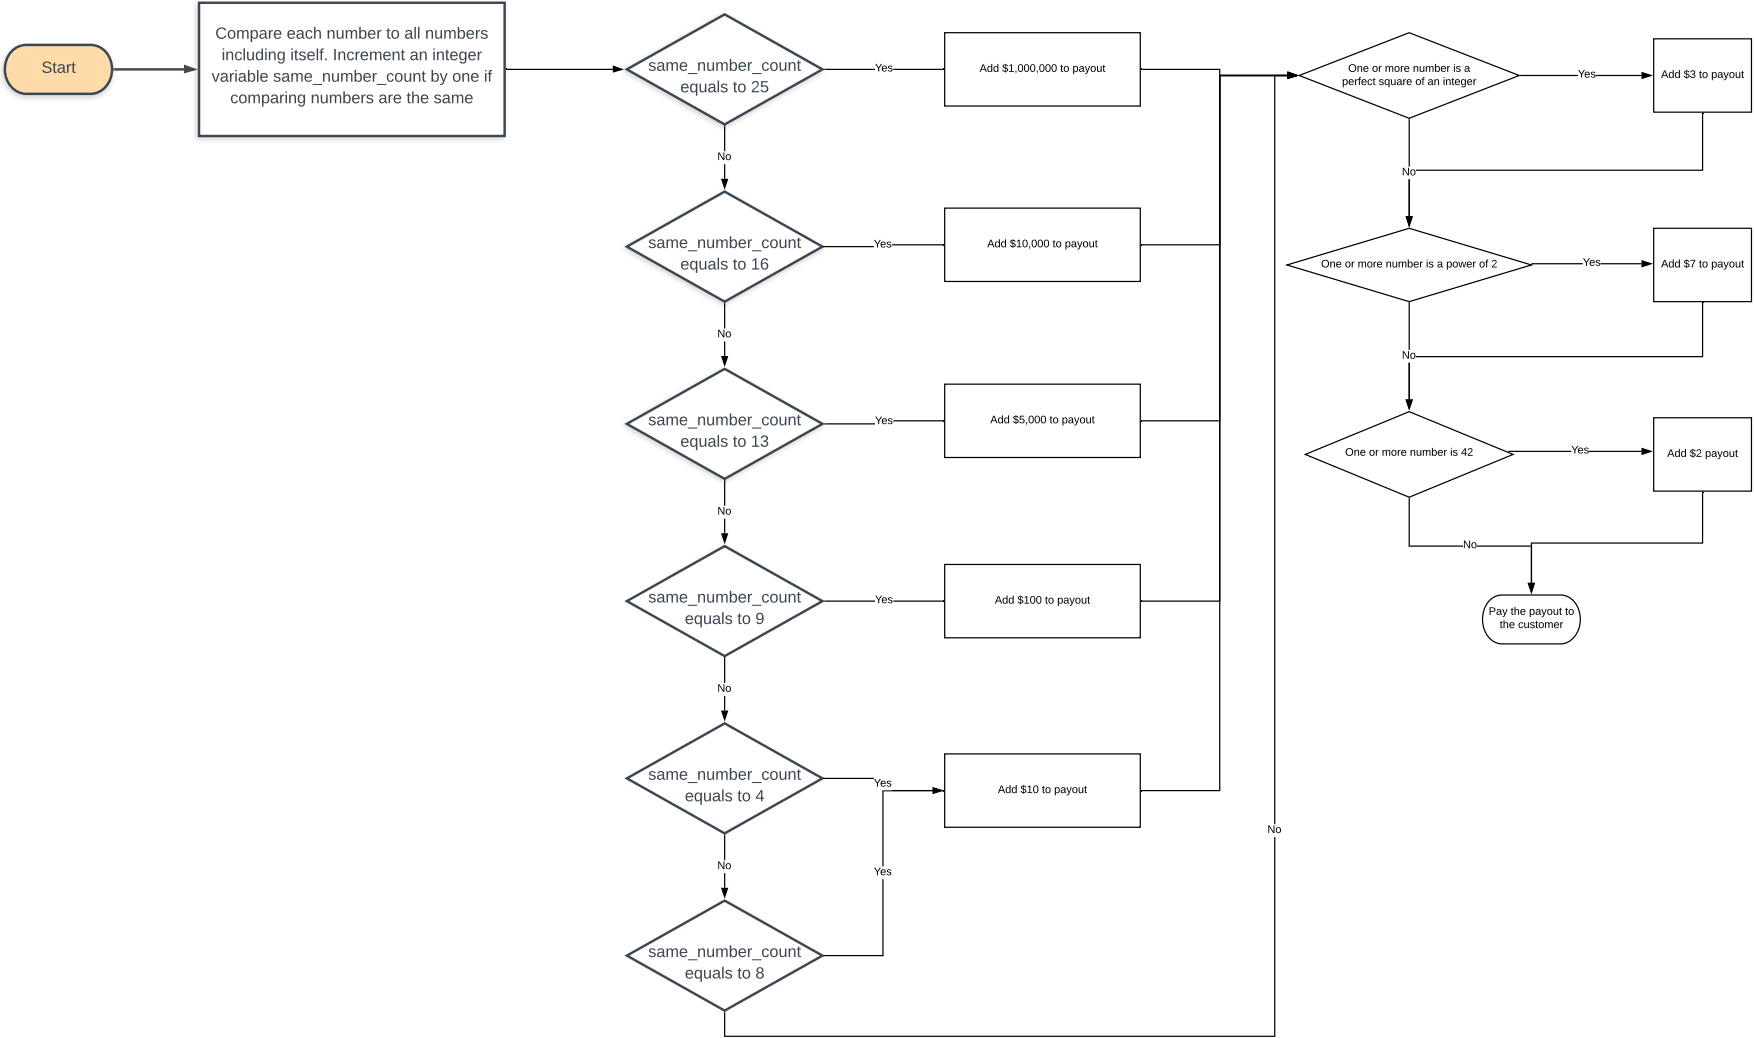 Start
Compare each number to all numbers
including itself. Increment an integer
variable same_number_count by one if
comparing numbers are the same
same_number_count
equals to 25
Yes
Add $1,000,000 to payout
No
same_number_count
equals to 16
Yes
Add $10,000 to payout
No
same_number_count
equals to 13
Yes
Add $5,000 to payout
No
same_number_count
equals to 9
Yes
Add $100 to payout
No
same_number_count
equals to 4
Yes
Add $10 to payout
No
Yes
same_number_count
equals to 8
No
One or more number is a
perfect square of an integer
Yes
Add $3 to payout
No
One or more number is a power of 2
Yes
Add $7 to payout
No
One or more number is 42
Yes
Add $2 payout
No
Pay the payout to
the customer